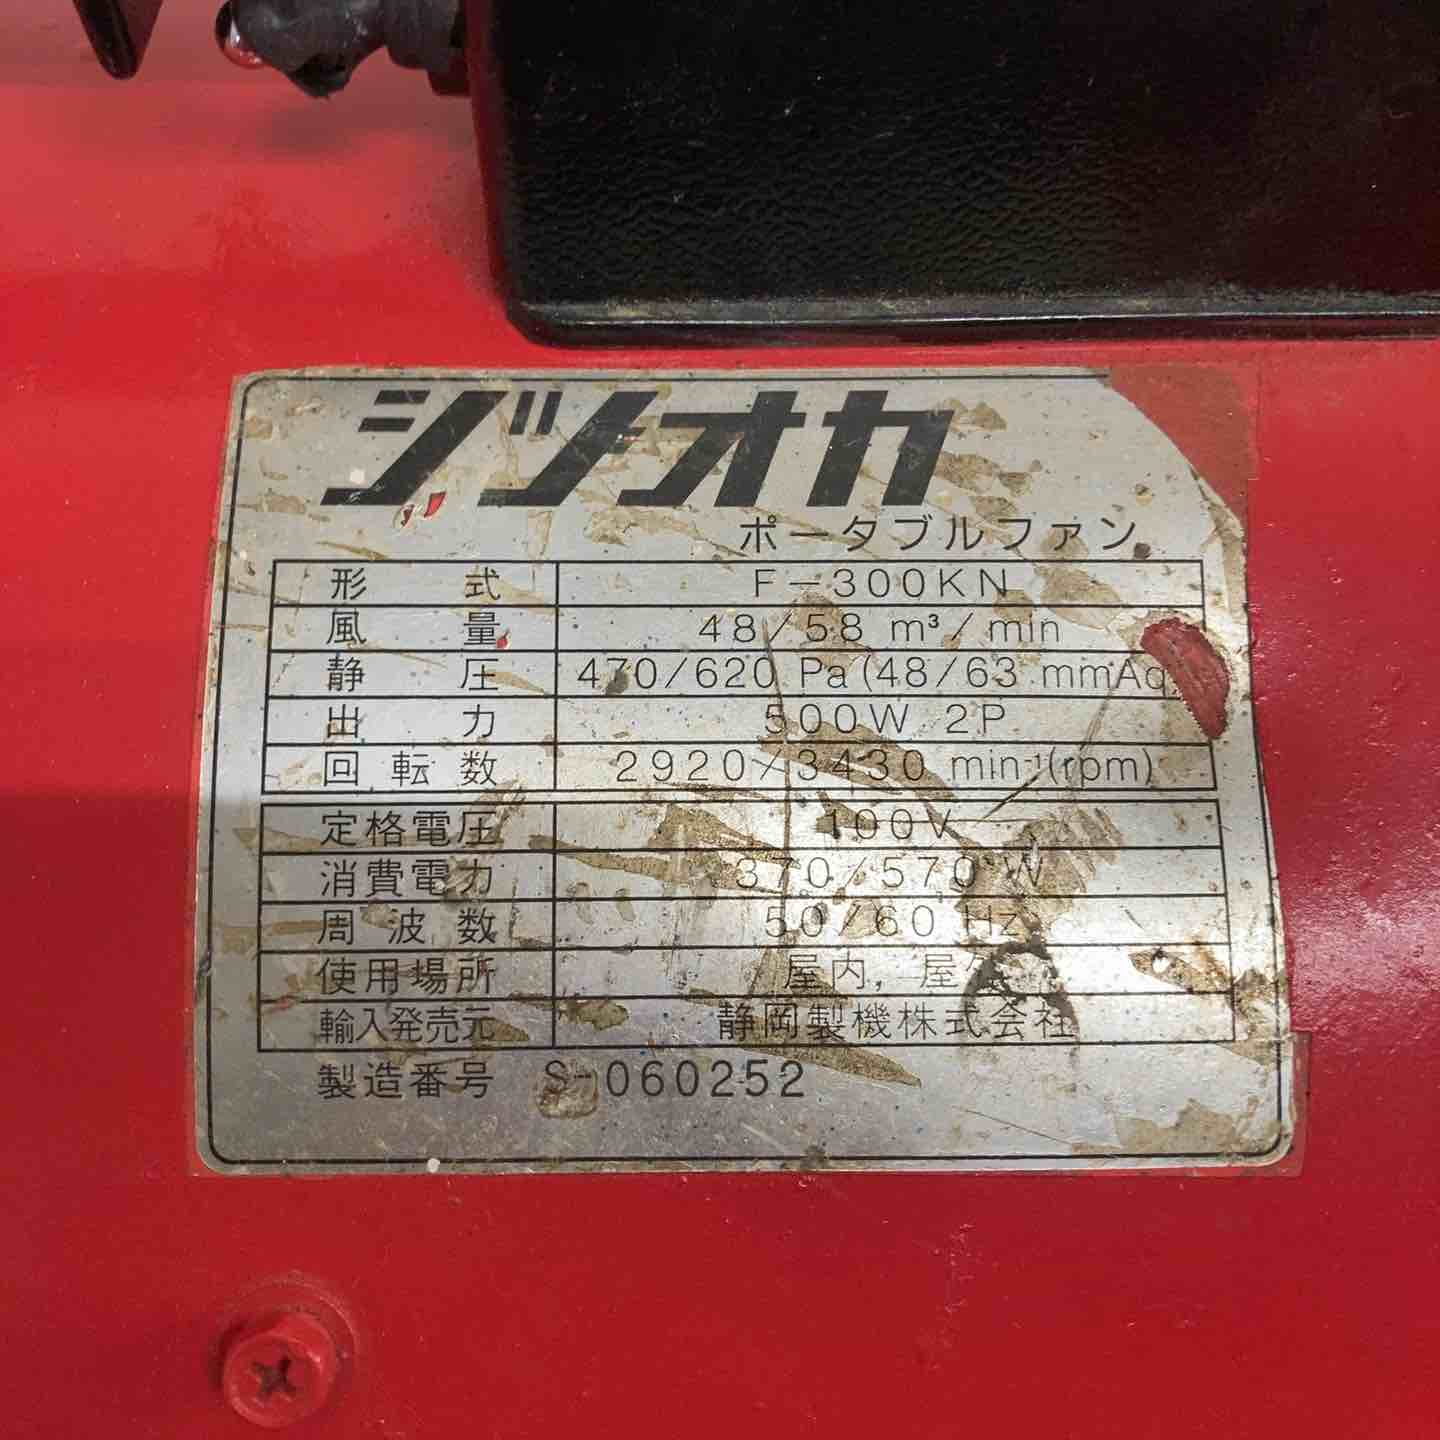 シヅオカ
ポータブルファン
形式 F-300KN
風量 48/58 m³/min
静圧 470/620 Pa(48/63 mmAq)
出力 500W 2P
回転数 2920/3430 min⁻¹(rpm)
定格電圧 100V
消費電力 370/570 W
周波数 50/60 Hz
使用場所 屋内, 屋
輸入発売元 静岡製機株式会社
製造番号 S-060252